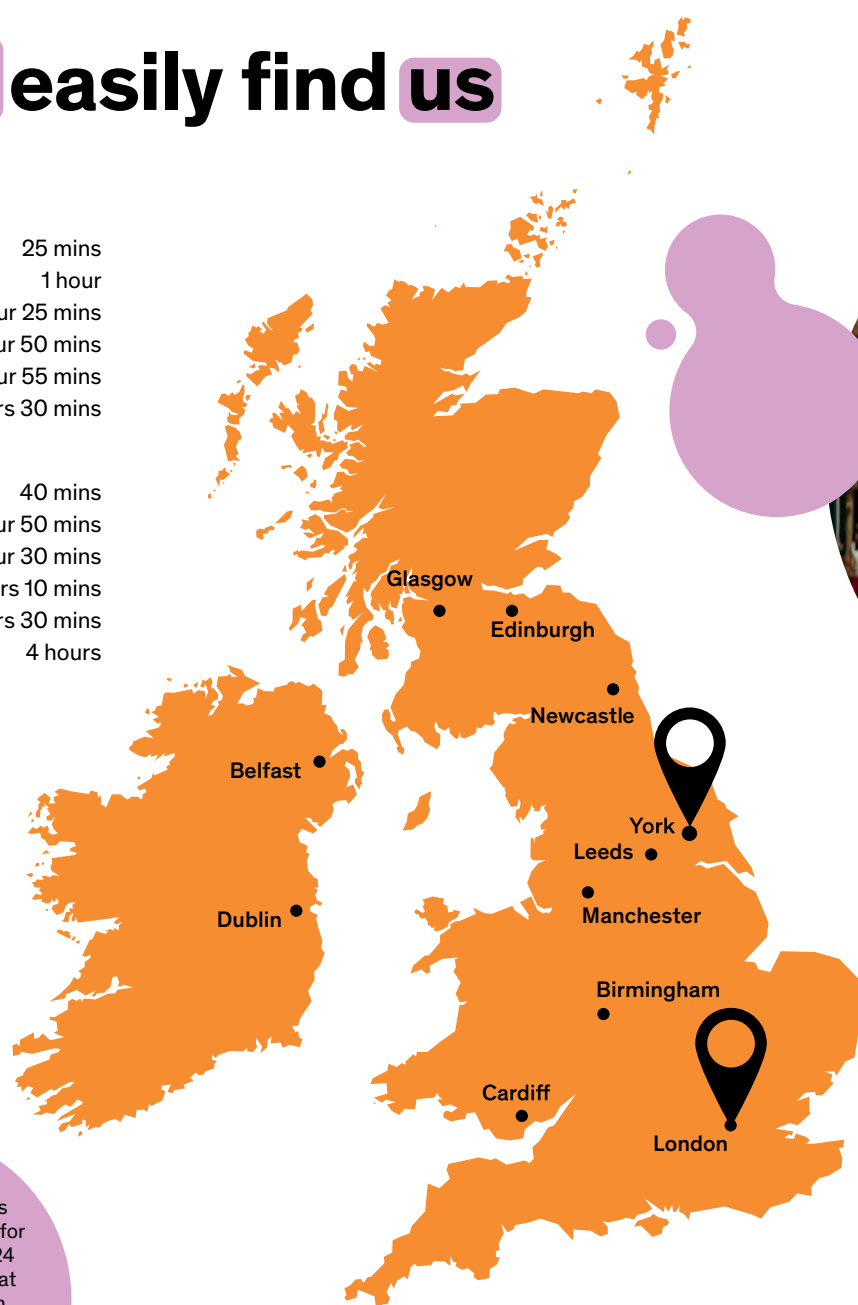 easily find us
25 mins
1 hour
ur 25 mins
ur 50 mins
ur 55 mins
rs 30 mins
40 mins
ur 50 mins
ur 30 mins
rs 10 mins
rs 30 mins
4 hours
Glasgow
Edinburgh
Newcastle
Belfast
York
Leeds
Dublin
Manchester
Birmingham
Cardiff
London
s
for
24
at